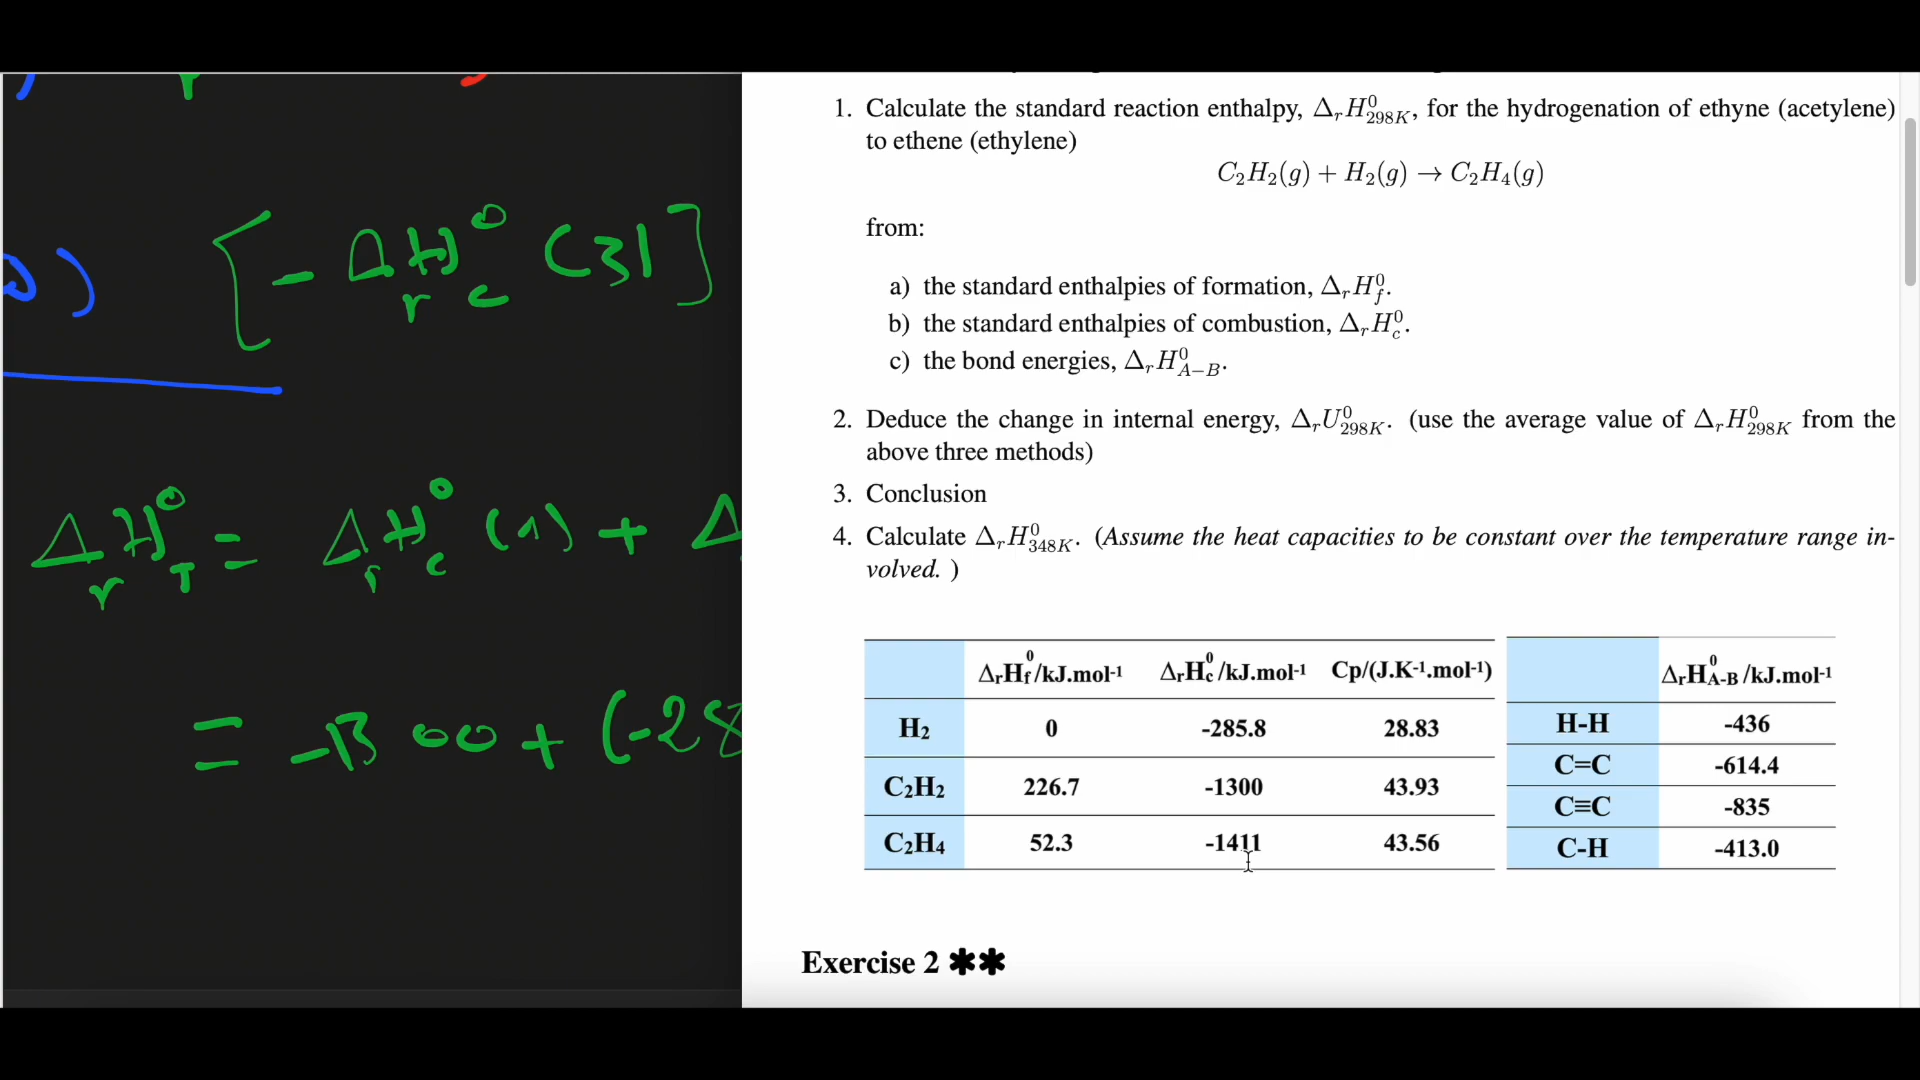 [- ΔrHc° (3)]
ΔrHT° = ΔrHc° (1) + Δ
= -1300 + (-28
1. Calculate the standard reaction enthalpy, ΔrH⁰298K, for the hydrogenation of ethyne (acetylene)
to ethene (ethylene)
C₂H₂(g) + H₂(g) → C₂H₄(g)
from:
a) the standard enthalpies of formation, ΔrH⁰f.
b) the standard enthalpies of combustion, ΔrH⁰c.
c) the bond energies, ΔrH⁰A−B.
2. Deduce the change in internal energy, ΔrU⁰298K. (use the average value of ΔrH⁰298K from the
above three methods)
3. Conclusion
4. Calculate ΔrH⁰348K. (Assume the heat capacities to be constant over the temperature range in-
volved. )
ΔrHf⁰/kJ.mol-1 ΔrHc⁰/kJ.mol-1 Cp/(J.K-1.mol-1)
H2 0 -285.8 28.83
C2H2 226.7 -1300 43.93
C2H4 52.3 -1411 43.56
ΔrH⁰A-B /kJ.mol-1
H-H -436
C=C -614.4
C≡C -835
C-H -413.0
Exercise 2 ✱✱